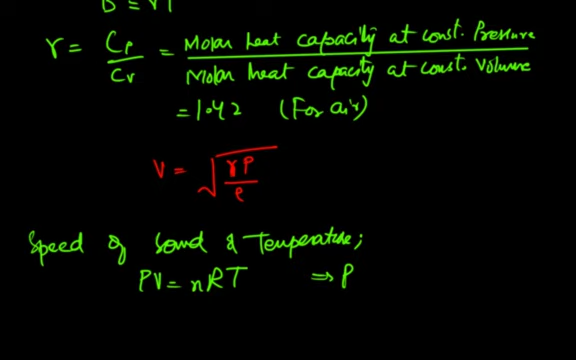 B = γP
γ = Cp/Cv = Molar heat capacity at const. Pressure / Molar heat capacity at const. Volume
= 1.42 (For air)
V = √(γP/ρ)
Speed of Sound & Temperature;
PV = nRT ⇒ P